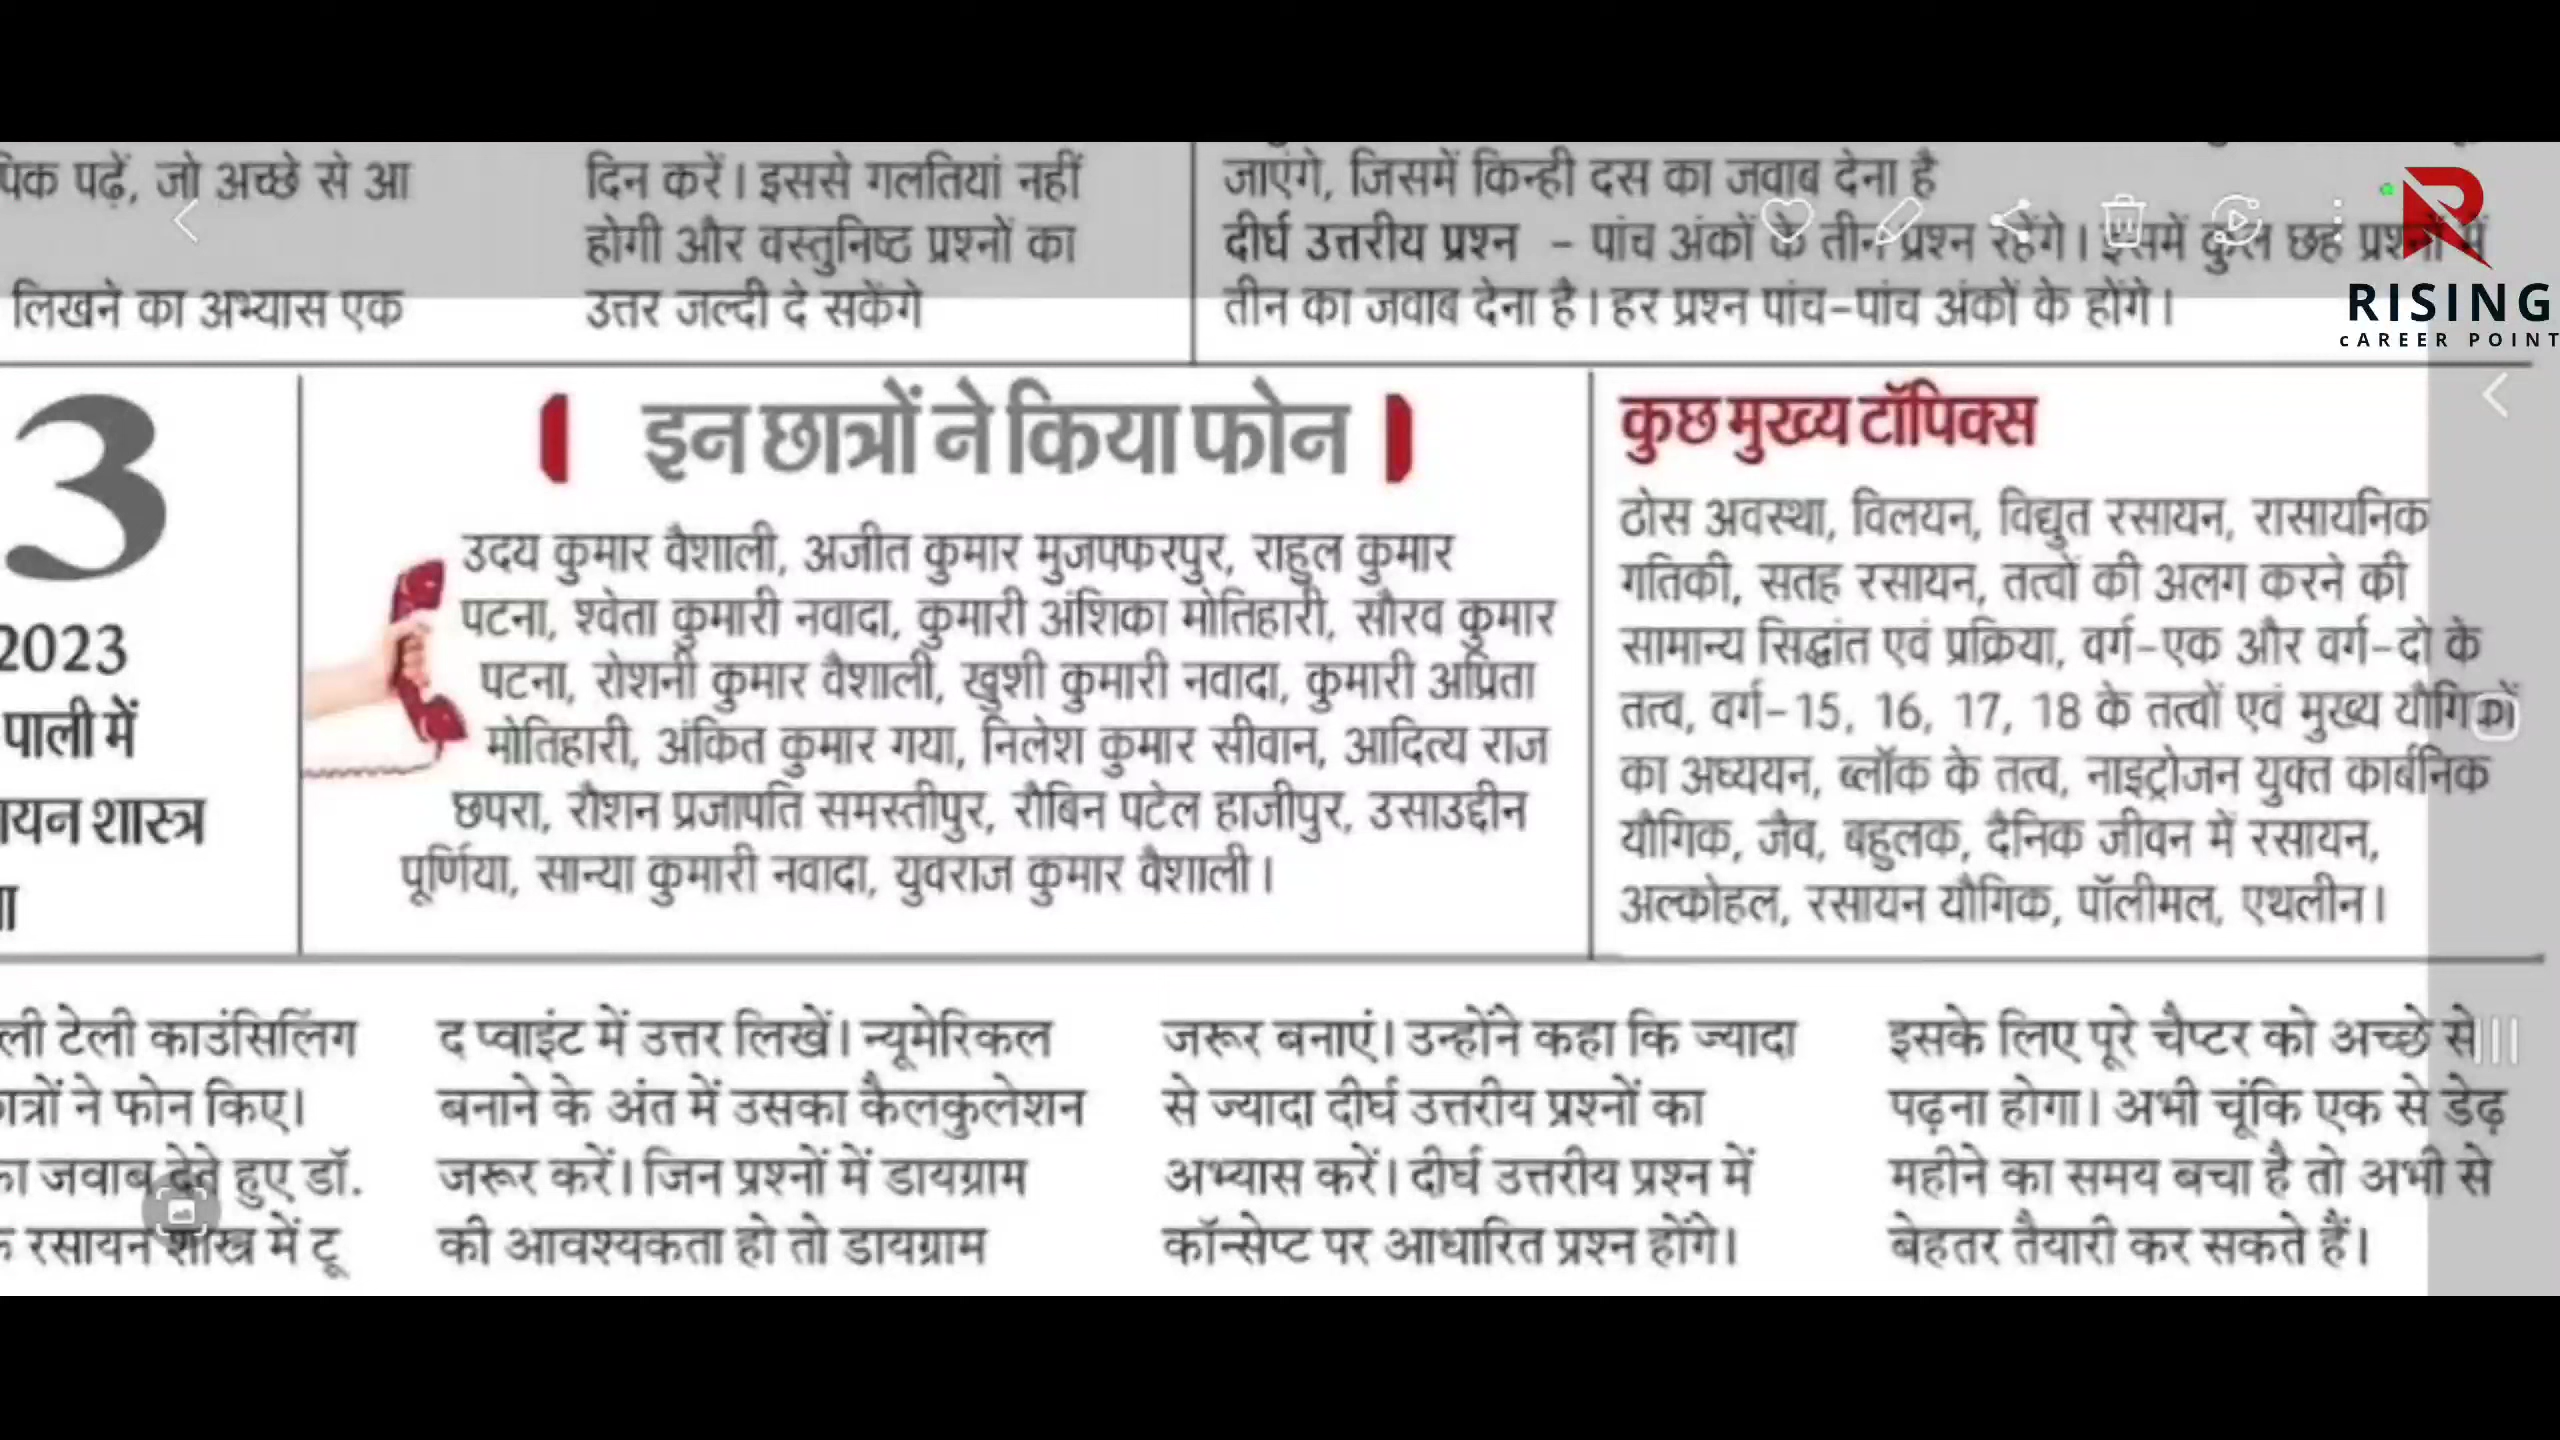 पिक पढ़ें, जो अच्छे से आ
लिखने का अभ्यास एक
दिन करें। इससे गलतियां नहीं
होगी और वस्तुनिष्ठ प्रश्नों का
उत्तर जल्दी दे सकेंगे
जाएंगे, जिसमें किन्ही दस का जवाब देना है
दीर्घ उत्तरीय प्रश्न - पांच अंकों के तीन प्रश्न रहेंगे। इसमें कुल छह प्रश्नों में
तीन का जवाब देना है। हर प्रश्न पांच-पांच अंकों के होंगे।
RISING
CAREER POINT
3
2023
पाली में
ायन शास्त्र
ा
इन छात्रों ने किया फोन
उदय कुमार वैशाली, अजीत कुमार मुजफ्फरपुर, राहुल कुमार
पटना, श्वेता कुमारी नवादा, कुमारी अंशिका मोतिहारी, सौरव कुमार
पटना, रोशनी कुमार वैशाली, खुशी कुमारी नवादा, कुमारी अप्रिता
मोतिहारी, अंकित कुमार गया, निलेश कुमार सीवान, आदित्य राज
छपरा, रौशन प्रजापति समस्तीपुर, रौबिन पटेल हाजीपुर, उसाउद्दीन
पूर्णिया, सान्या कुमारी नवादा, युवराज कुमार वैशाली।
कुछ मुख्य टॉपिक्स
ठोस अवस्था, विलयन, विद्युत रसायन, रासायनिक
गतिकी, सतह रसायन, तत्वों की अलग करने की
सामान्य सिद्धांत एवं प्रक्रिया, वर्ग-एक और वर्ग-दो के
तत्व, वर्ग-15, 16, 17, 18 के तत्वों एवं मुख्य यौगिकों
का अध्ययन, ब्लॉक के तत्व, नाइट्रोजन युक्त कार्बनिक
यौगिक, जैव, बहुलक, दैनिक जीवन में रसायन,
अल्कोहल, रसायन यौगिक, पॉलीमल, एथलीन।
ली टेली काउंसिलिंग
ात्रों ने फोन किए।
का जवाब देते हुए डॉ.
रसायन शास्त्र में टू
द प्वाइंट में उत्तर लिखें। न्यूमेरिकल
बनाने के अंत में उसका कैलकुलेशन
जरूर करें। जिन प्रश्नों में डायग्राम
की आवश्यकता हो तो डायग्राम
जरूर बनाएं। उन्होंने कहा कि ज्यादा
से ज्यादा दीर्घ उत्तरीय प्रश्नों का
अभ्यास करें। दीर्घ उत्तरीय प्रश्न में
कॉन्सेप्ट पर आधारित प्रश्न होंगे।
इसके लिए पूरे चैप्टर को अच्छे से
पढ़ना होगा। अभी चूंकि एक से डेढ़
महीने का समय बचा है तो अभी से
बेहतर तैयारी कर सकते हैं।